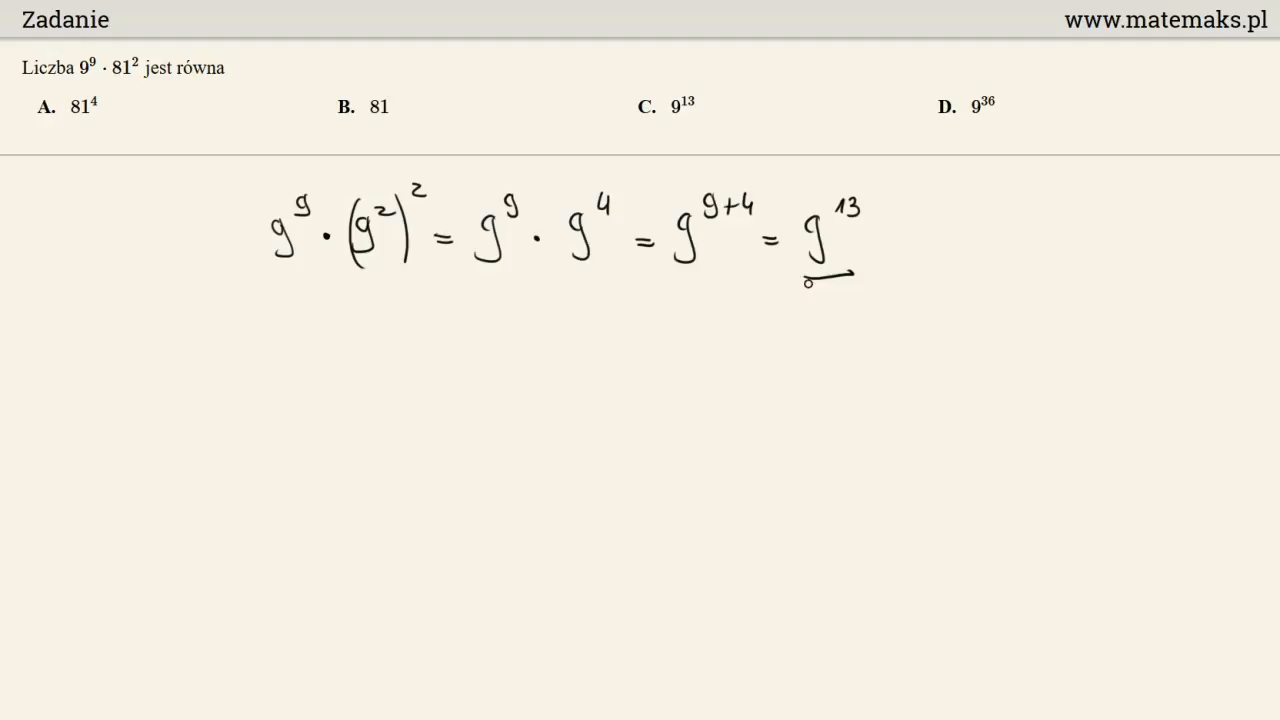 Zadanie www.matemaks.pl
Liczba 9⁹ · 81² jest równa
A. 81⁴ B. 81 C. 9¹³ D. 9³⁶
9⁹ · (9²)² = 9⁹ · 9⁴ = 9⁹⁺⁴ = 9¹³